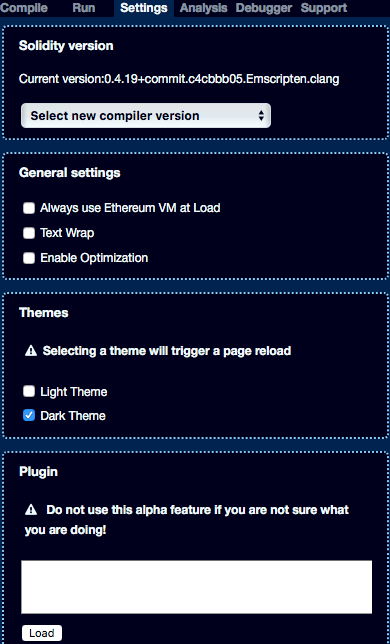 Compile Run Settings Analysis Debugger Support
Solidity version
Current version:0.4.19+commit.c4cbbb05.Emscripten.clang
Select new compiler version
General settings
Always use Ethereum VM at Load
Text Wrap
Enable Optimization
Themes
Selecting a theme will trigger a page reload
Light Theme
Dark Theme
Plugin
Do not use this alpha feature if you are not sure what
you are doing!
Load